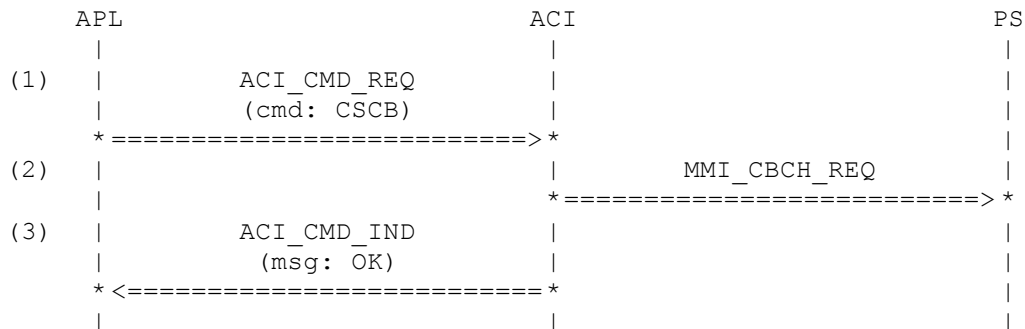 APL ACI PS
| | |
(1) | ACI_CMD_REQ | |
| (cmd: CSCB) | |
* ==========================> * |
(2) | | MMI_CBCH_REQ |
| * ==========================> *
(3) | ACI_CMD_IND | |
| (msg: OK) | |
* <========================== * |
| | |